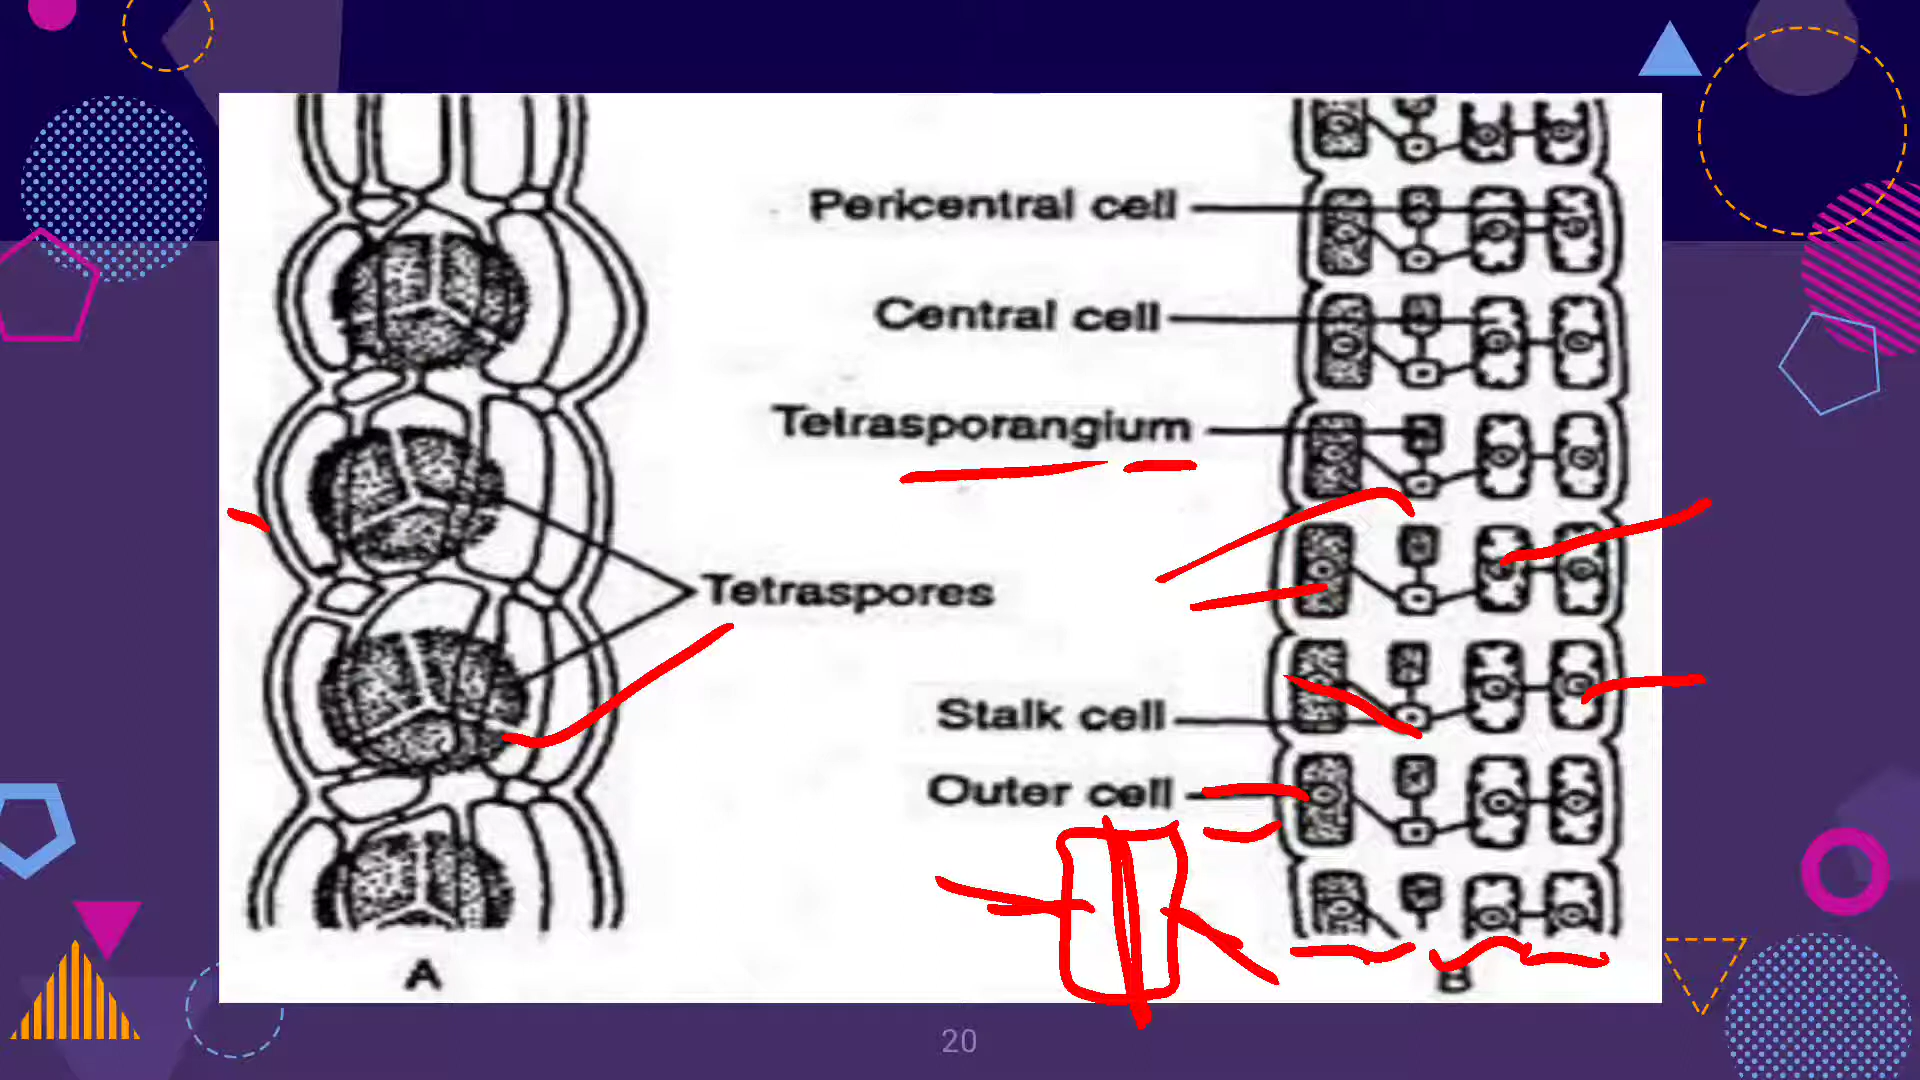 Pericentral cell
Central cell
Tetrasporangium
Tetraspores
Stalk cell
Outer cell
A
B
20